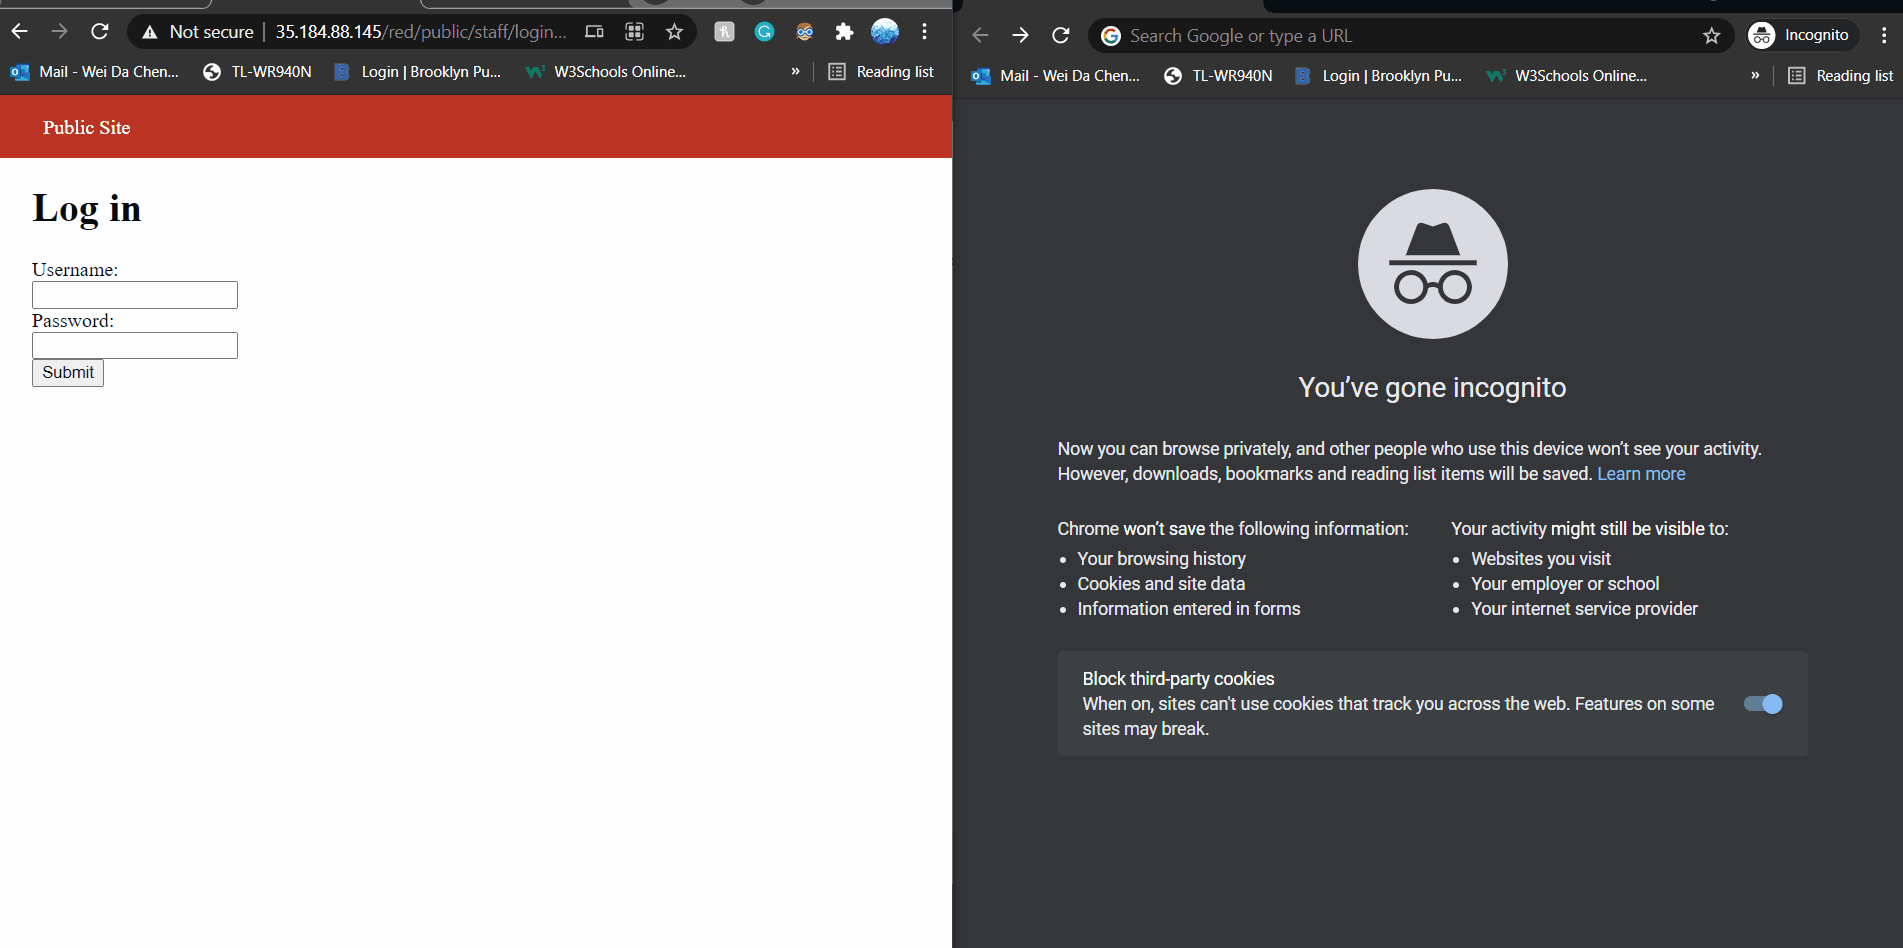 Not secure | 35.184.88.145/red/public/staff/login...
Mail - Wei Da Chen... TL-WR940N Login | Brooklyn Pu... W3Schools Online... » Reading list
Public Site
Log in
Username:
Password:
Submit
Search Google or type a URL Incognito
Mail - Wei Da Chen... TL-WR940N Login | Brooklyn Pu... W3Schools Online... » Reading list
You've gone incognito
Now you can browse privately, and other people who use this device won't see your activity.
However, downloads, bookmarks and reading list items will be saved. Learn more
Chrome won't save the following information:
• Your browsing history
• Cookies and site data
• Information entered in forms
Your activity might still be visible to:
• Websites you visit
• Your employer or school
• Your internet service provider
Block third-party cookies
When on, sites can't use cookies that track you across the web. Features on some
sites may break.